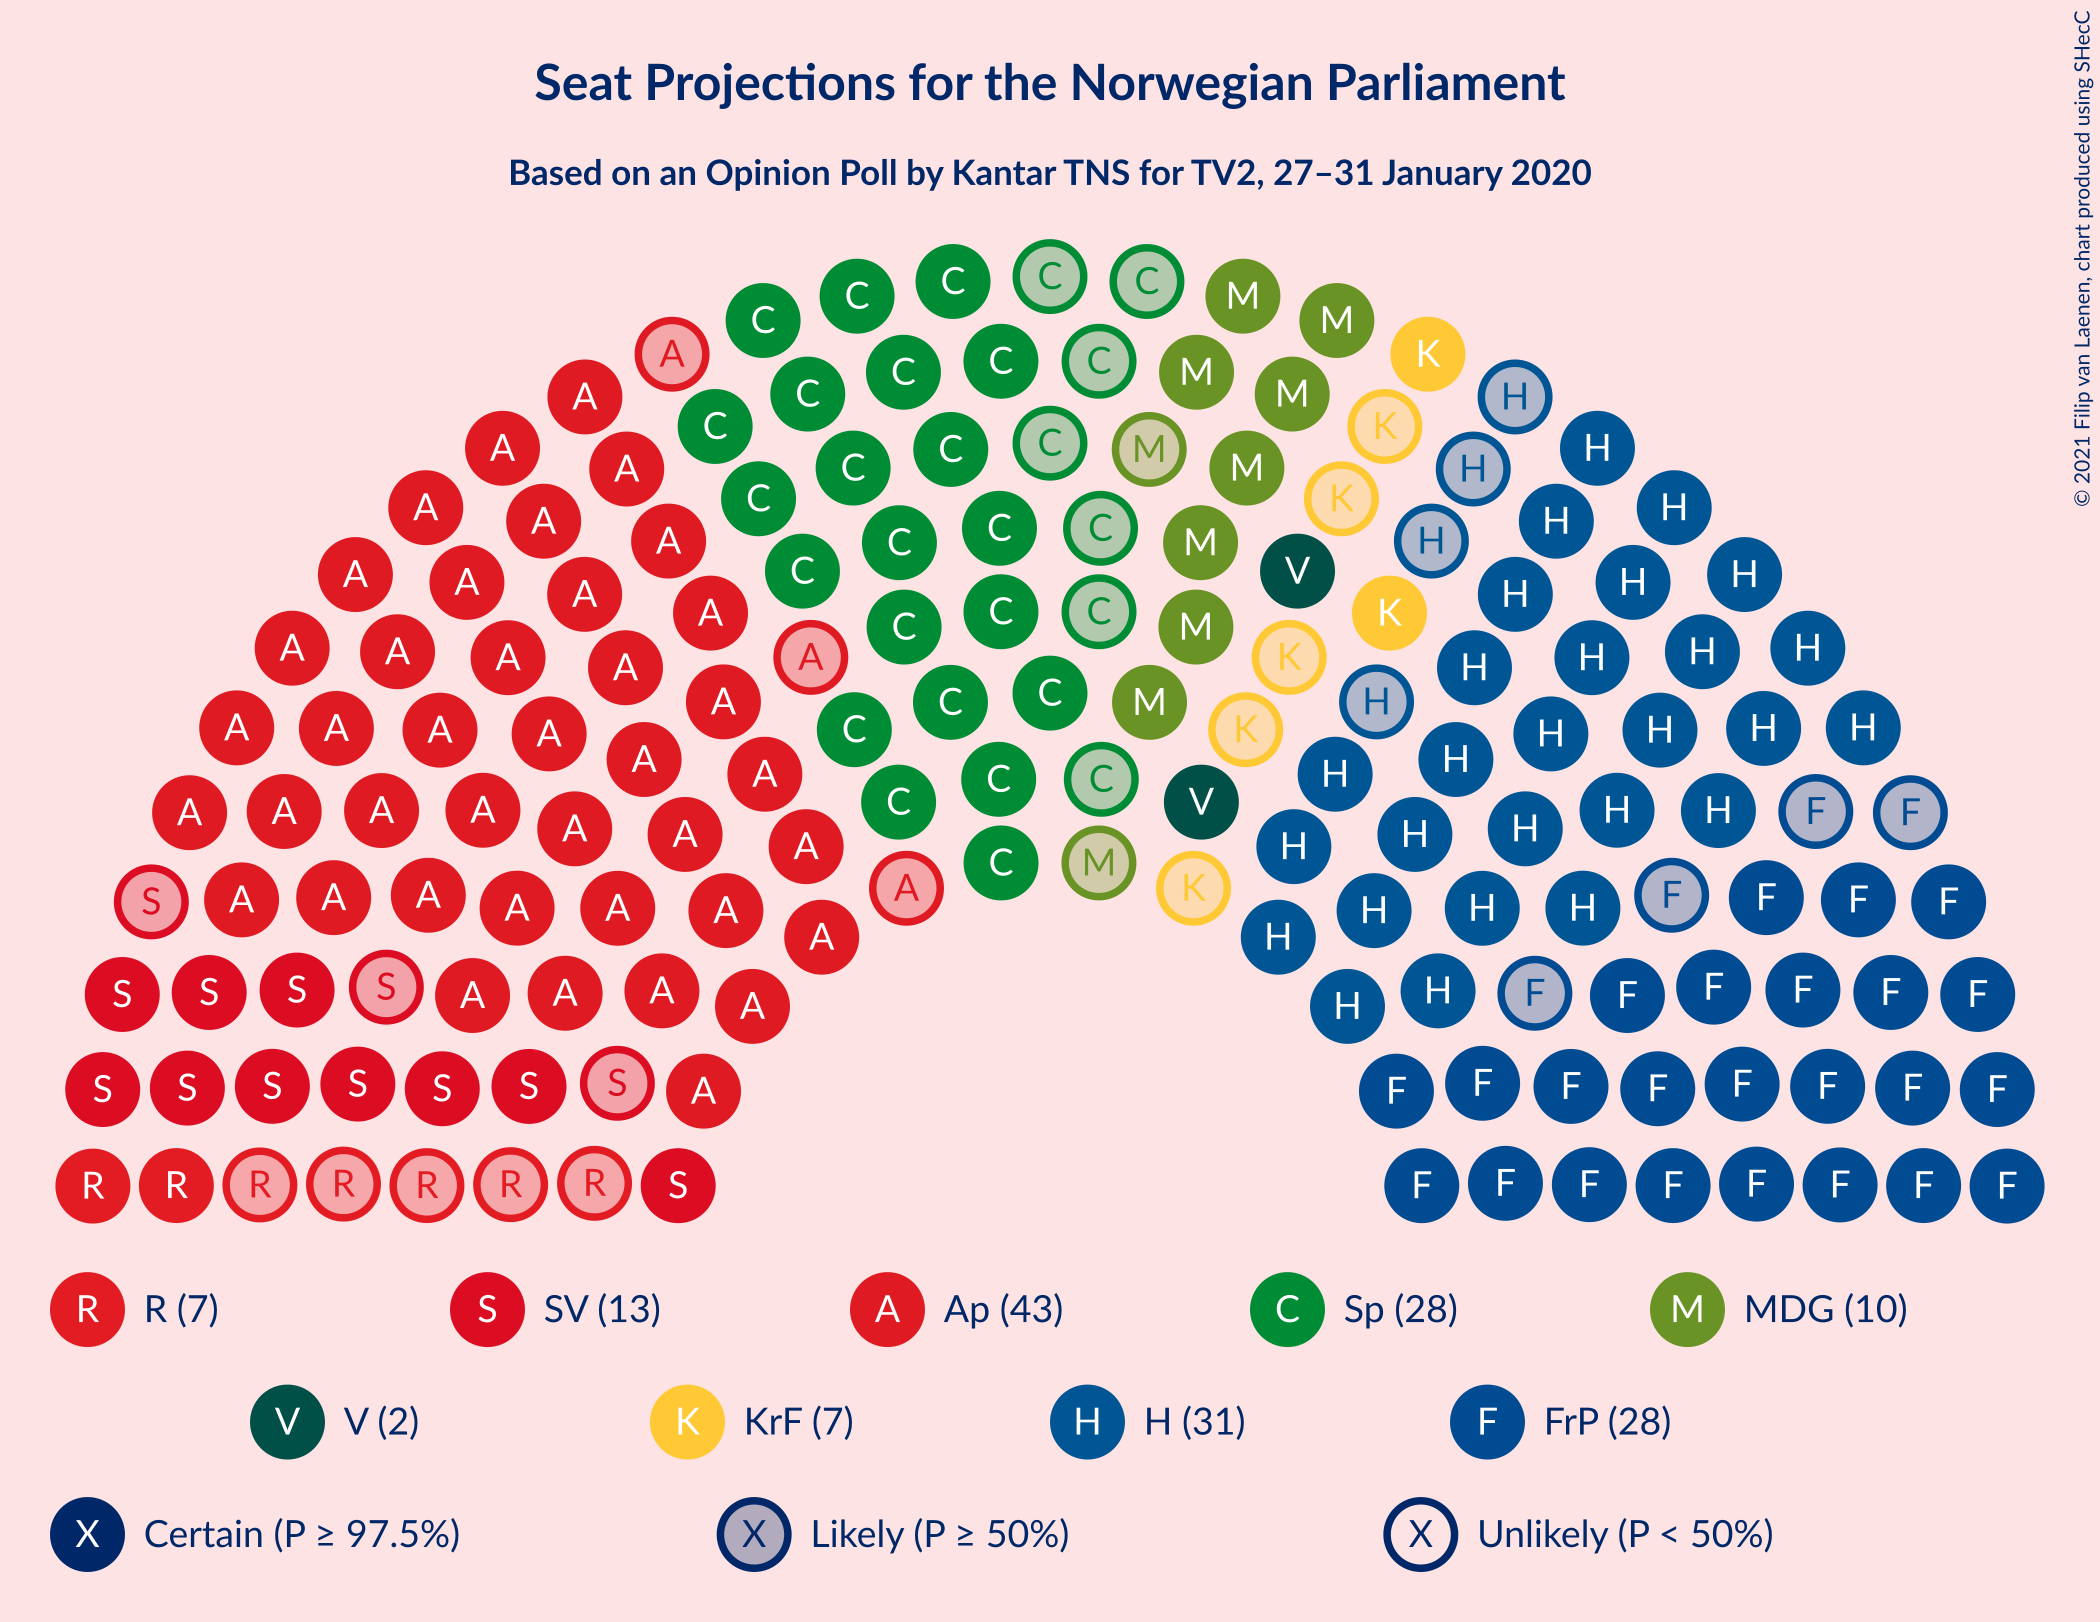 © 2021 Filip van Laenen, chart produced using SHecC
Seat Projections for the Norwegian Parliament
Based on an Opinion Poll by Kantar TNS for TV2, 27–31 January 2020
C C C C M
C M
A C C C M K
A C M H
A C C C M K H
A C M H
A C K H
A A C C C M H H
A A A C V H H H
A C C C M K
A A A A A K H H H H
A C C M H
A A A A C K H H H H
A A C C H H
A A A A A A A C V H H H H H F F
C M
S A A A A A A A K H H H F F F F
A H
S S S S A A A A H H F F F F F F
S S S S S S S A F F F F F F F F
R R R R R R R S F F F F F F F F
R R (7) S SV (13) A Ap (43) C Sp (28) M MDG (10)
V V (2) K KrF (7) H H (31) F FrP (28)
X Certain (P ≥ 97.5%) X Likely (P ≥ 50%) X Unlikely (P < 50%)